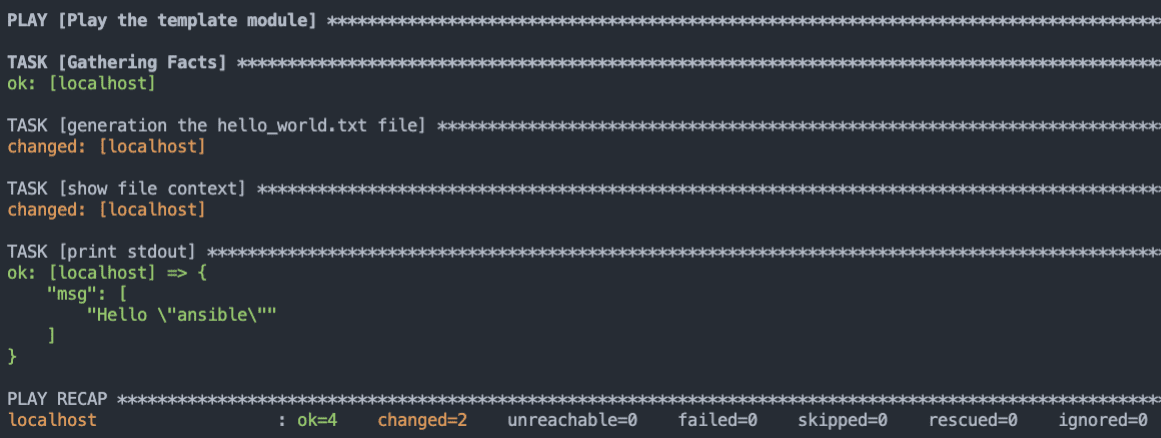 PLAY [Play the template module] ***********************************************************************************
TASK [Gathering Facts] ********************************************************************************************
ok: [localhost]
TASK [generation the hello_world.txt file] ************************************************************************
changed: [localhost]
TASK [show file context] ******************************************************************************************
changed: [localhost]
TASK [print stdout] ***********************************************************************************************
ok: [localhost] => {
    "msg": [
        "Hello \"ansible\""
    ]
}
PLAY RECAP ********************************************************************************************************
localhost                  : ok=4    changed=2    unreachable=0    failed=0    skipped=0    rescued=0    ignored=0